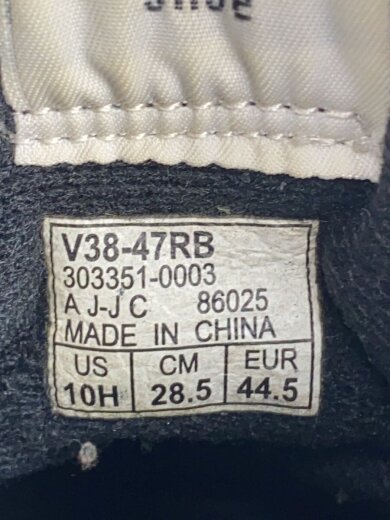 V38-47RB
303351-0003
A J-J C 86025
MADE IN CHINA
US CM EUR
10H 28.5 44.5